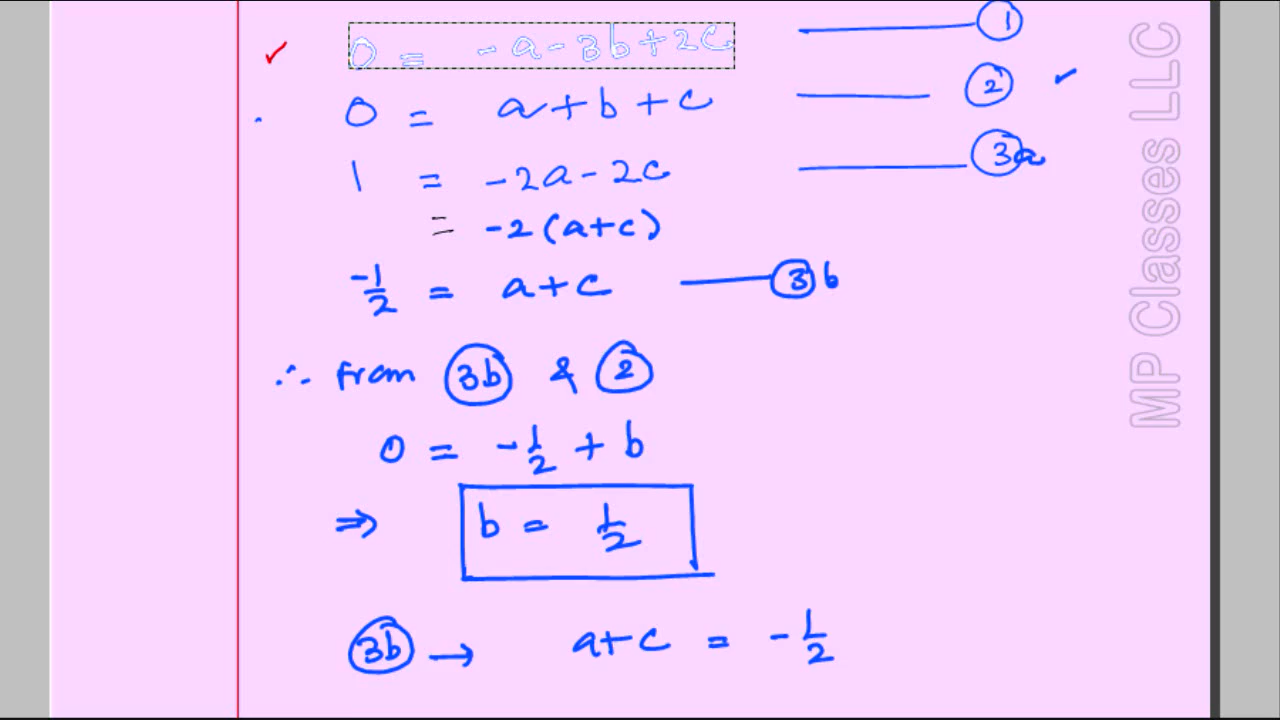 ✓ 0 = -a-3b+2c ——— ①
. 0 = a+b+c ——— ② ✓
1 = -2a-2c ——— ③a
= -2(a+c)
-1/2 = a+c ——— ③b
∴ from (3b) & ②
0 = -1/2 + b
⇒ b = 1/2
(3b) → a+c = -1/2
MP Classes LLC